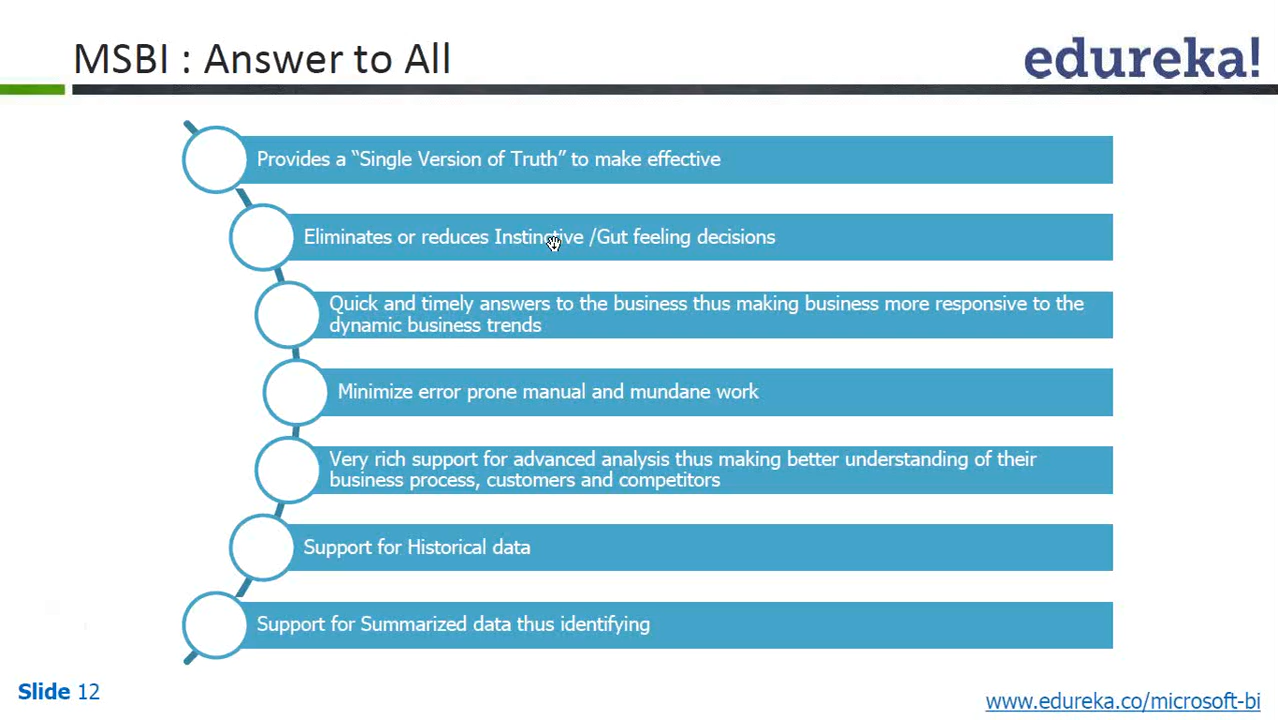 MSBI : Answer to All
edureka!
Provides a “Single Version of Truth” to make effective
Eliminates or reduces Instinctive /Gut feeling decisions
Quick and timely answers to the business thus making business more responsive to the
dynamic business trends
Minimize error prone manual and mundane work
Very rich support for advanced analysis thus making better understanding of their
business process, customers and competitors
Support for Historical data
Support for Summarized data thus identifying
Slide 12
www.edureka.co/microsoft-bi